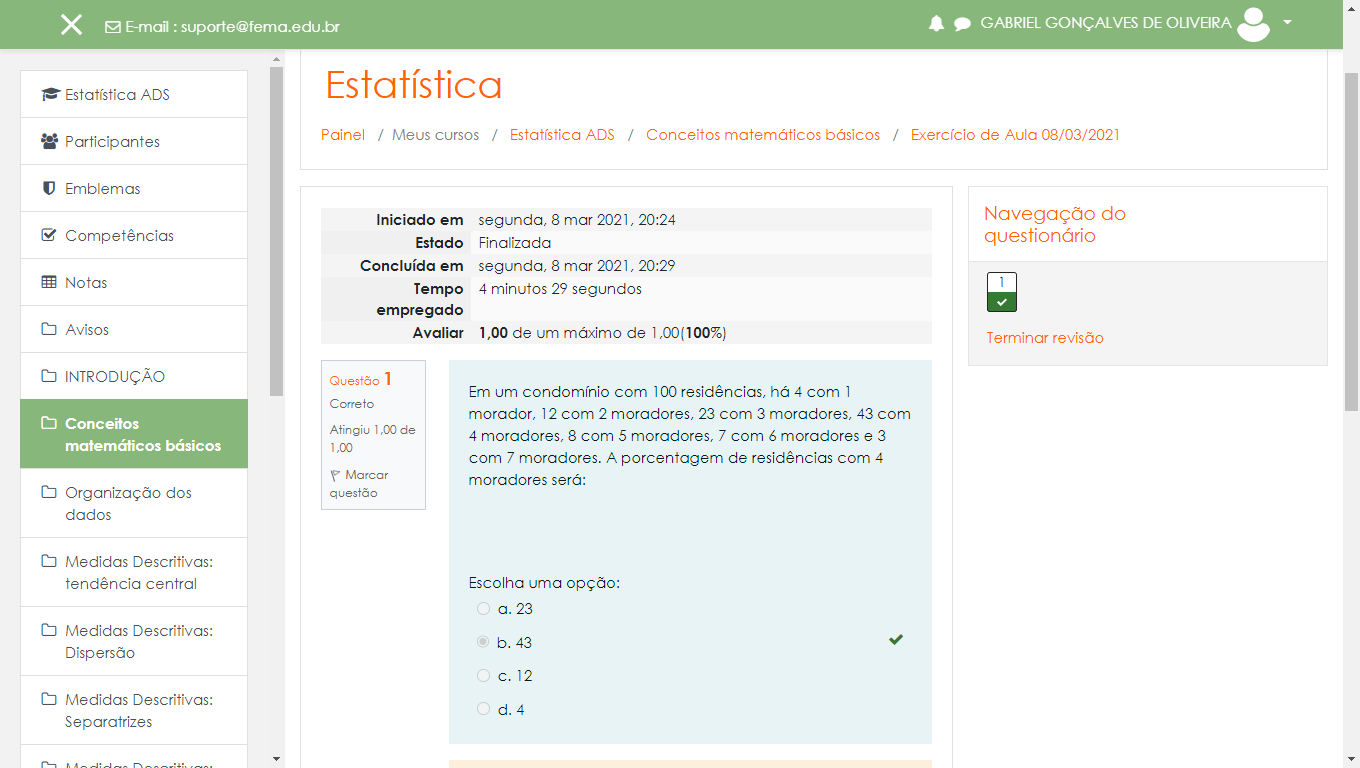 E-mail : suporte@fema.edu.br
GABRIEL GONÇALVES DE OLIVEIRA
Estatística ADS
Participantes
Emblemas
Competências
Notas
Avisos
INTRODUÇÃO
Conceitos
matemáticos básicos
Organização dos
dados
Medidas Descritivas:
tendência central
Medidas Descritivas:
Dispersão
Medidas Descritivas:
Separatrizes
Medidas Descritivas:
Estatística
Painel / Meus cursos / Estatística ADS / Conceitos matemáticos básicos / Exercício de Aula 08/03/2021
Iniciado em segunda, 8 mar 2021, 20:24
Estado Finalizada
Concluída em segunda, 8 mar 2021, 20:29
Tempo 4 minutos 29 segundos
empregado
Avaliar 1,00 de um máximo de 1,00(100%)
Questão 1
Correto
Atingiu 1,00 de
1,00
Marcar
questão
Em um condomínio com 100 residências, há 4 com 1
morador, 12 com 2 moradores, 23 com 3 moradores, 43 com
4 moradores, 8 com 5 moradores, 7 com 6 moradores e 3
com 7 moradores. A porcentagem de residências com 4
moradores será:
Escolha uma opção:
a. 23
b. 43
c. 12
d. 4
Navegação do
questionário
1
Terminar revisão